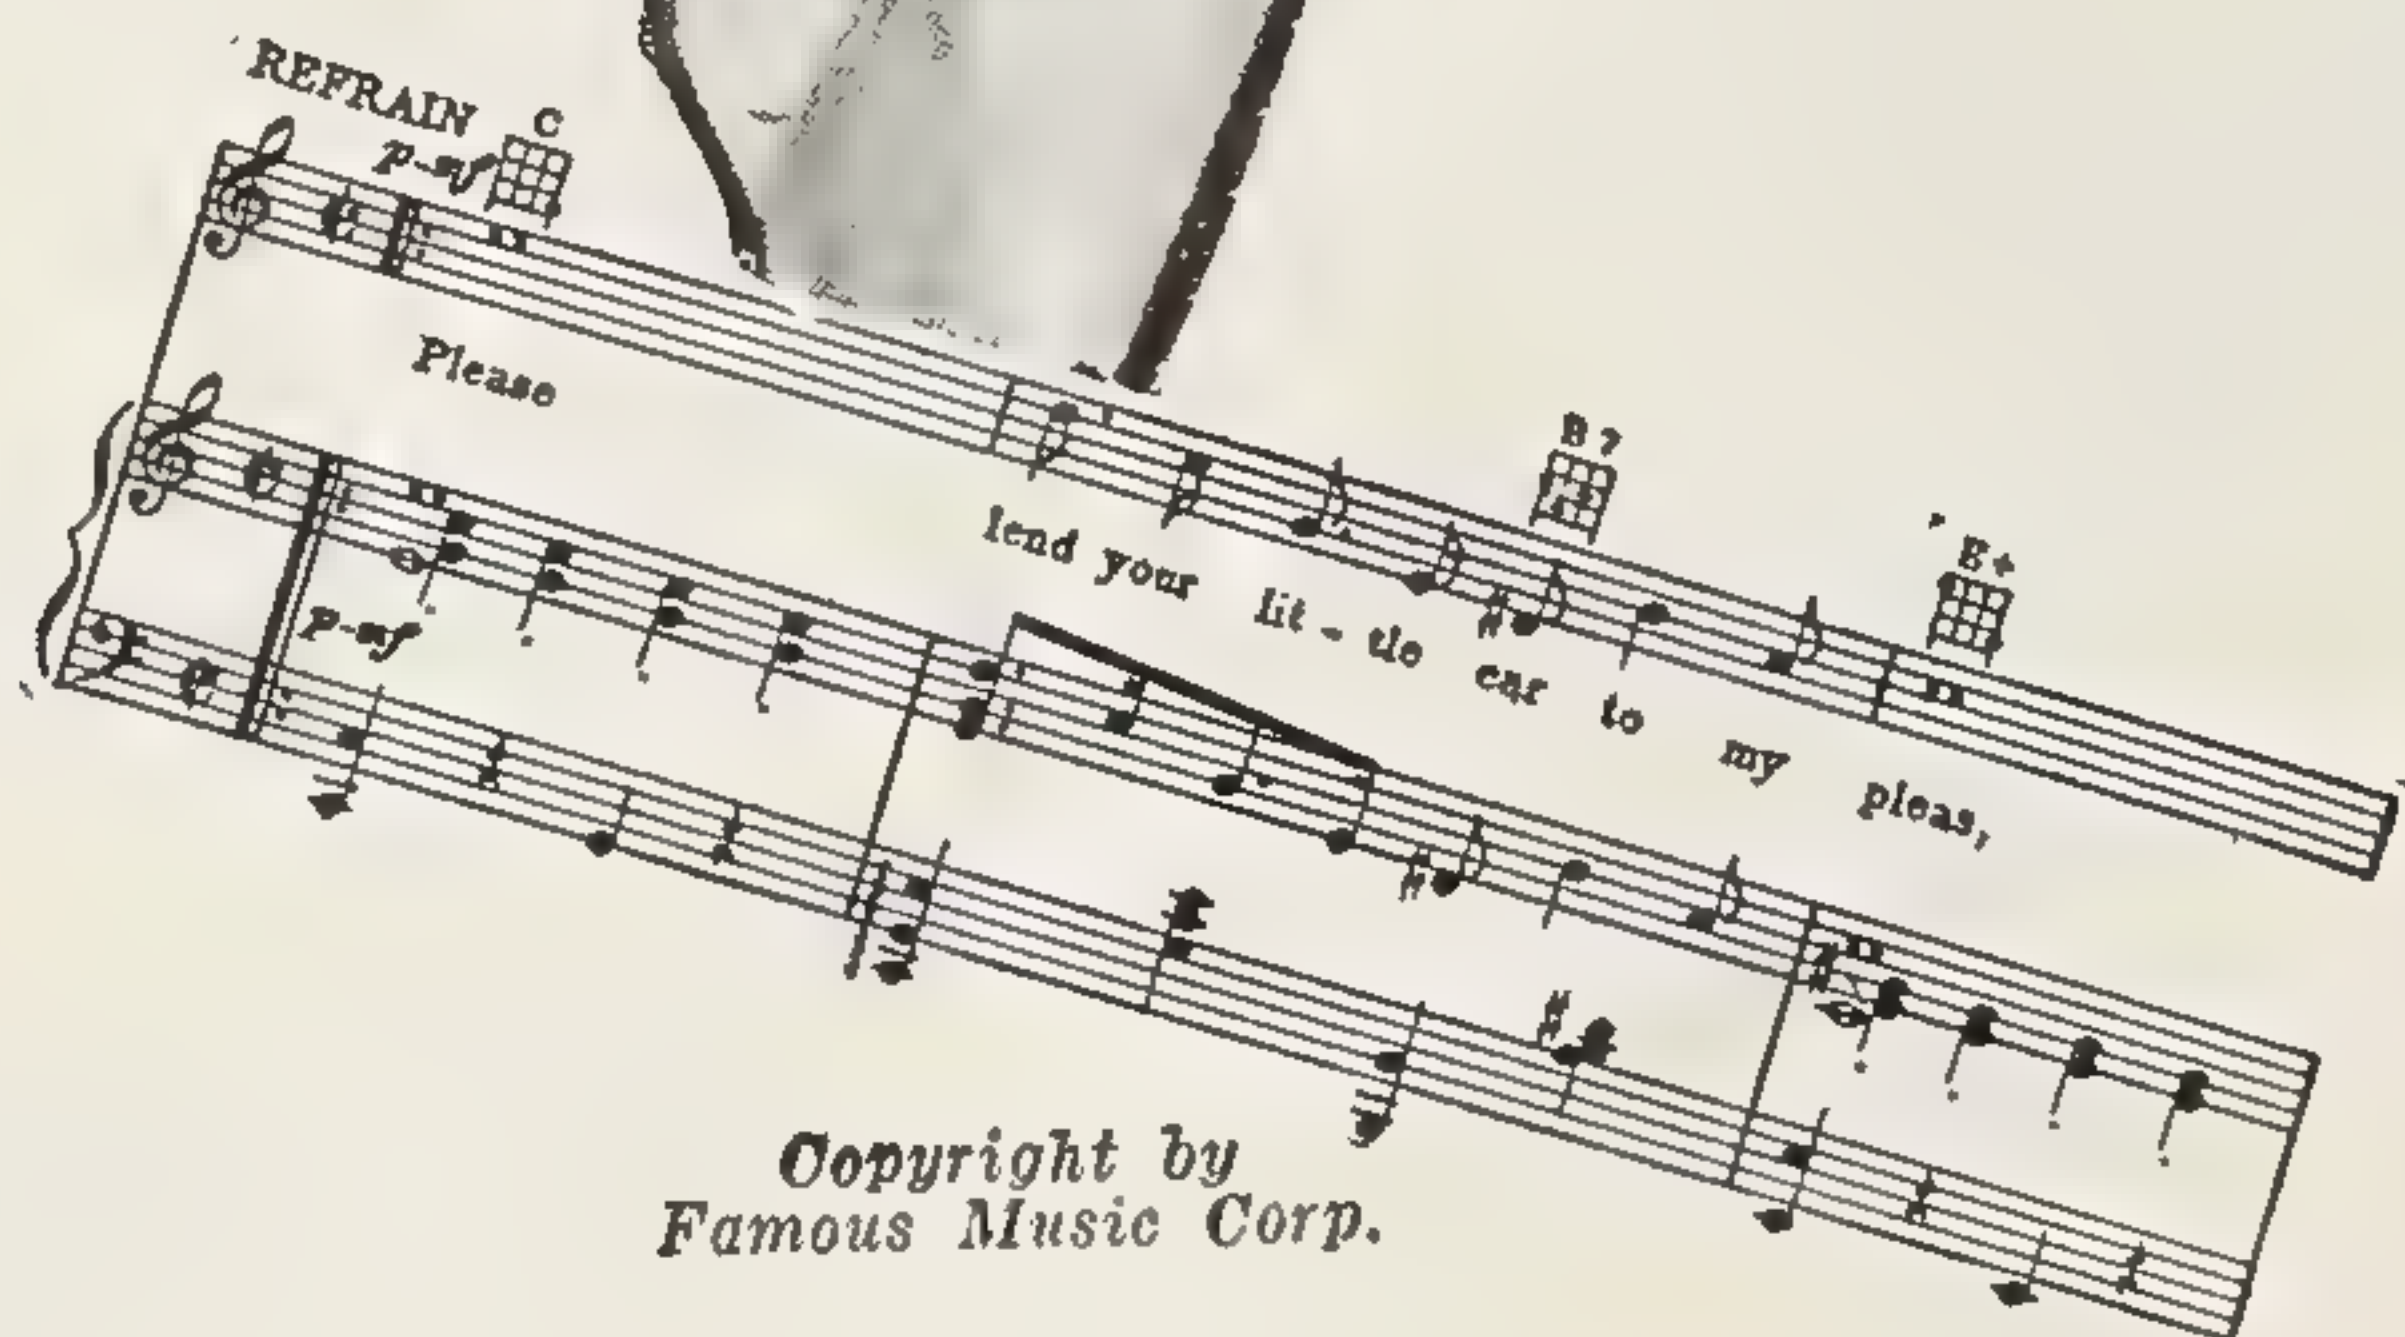 REFRAIN
p-mf
C
Please
B7
E+
lend your lit - tle ear to my pleas,
p-mf
Copyright by
Famous Music Corp.